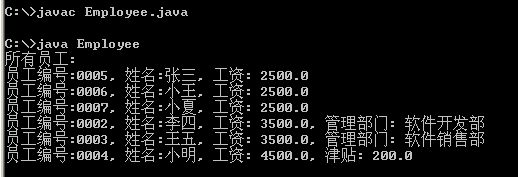 C:\>javac Employee.java
C:\>java Employee
所有员工:
员工编号:0005, 姓名:张三, 工资: 2500.0
员工编号:0006, 姓名:小王, 工资: 2500.0
员工编号:0007, 姓名:小夏, 工资: 2500.0
员工编号:0002, 姓名:李四, 工资: 3500.0, 管理部门: 软件开发部
员工编号:0003, 姓名:王五, 工资: 3500.0, 管理部门: 软件销售部
员工编号:0004, 姓名:小明, 工资: 4500.0, 津贴: 200.0